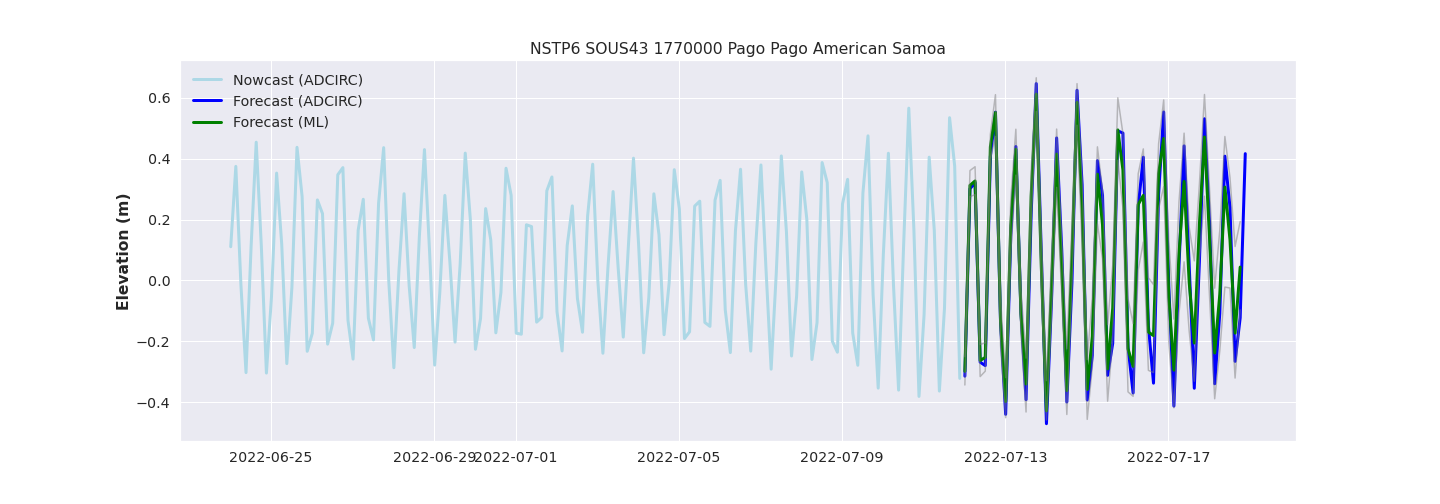 NSTP6 SOUS43 1770000 Pago Pago American Samoa
Nowcast (ADCIRC)
Forecast (ADCIRC)
Forecast (ML)
Elevation (m)
0.6
0.4
0.2
0.0
−0.2
−0.4
2022-06-25 2022-06-29 2022-07-01 2022-07-05 2022-07-09 2022-07-13 2022-07-17